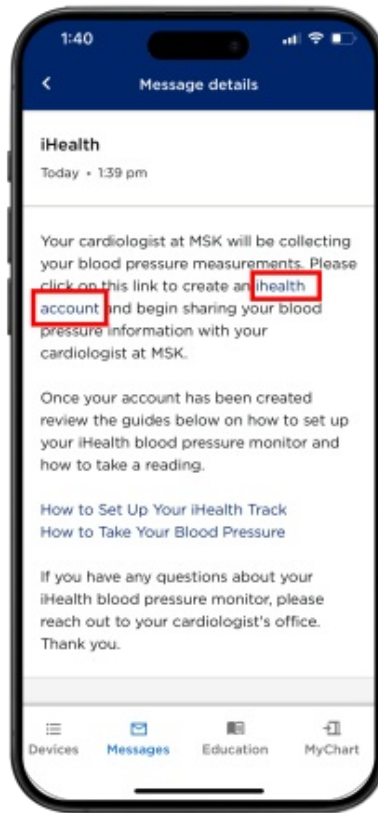 1:40
Message details
iHealth
Today • 1:39 pm
Your cardiologist at MSK will be collecting
your blood pressure measurements. Please
click on this link to create an ihealth
account and begin sharing your blood
pressure information with your
cardiologist at MSK.
Once your account has been created
review the guides below on how to set up
your iHealth blood pressure monitor and
how to take a reading.
How to Set Up Your iHealth Track
How to Take Your Blood Pressure
If you have any questions about your
iHealth blood pressure monitor, please
reach out to your cardiologist's office.
Thank you.
Devices Messages Education MyChart